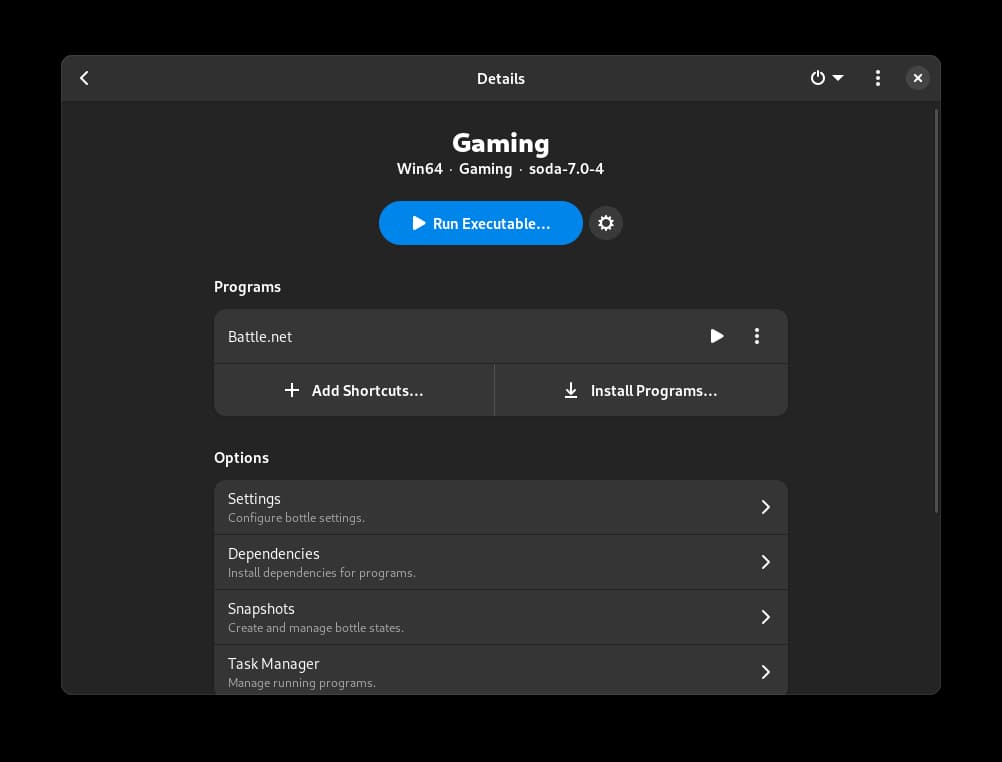 Details
Gaming
Win64 · Gaming · soda-7.0-4
Run Executable…
Programs
Battle.net
Add Shortcuts…
Install Programs…
Options
Settings
Configure bottle settings.
Dependencies
Install dependencies for programs.
Snapshots
Create and manage bottle states.
Task Manager
Manage running programs.